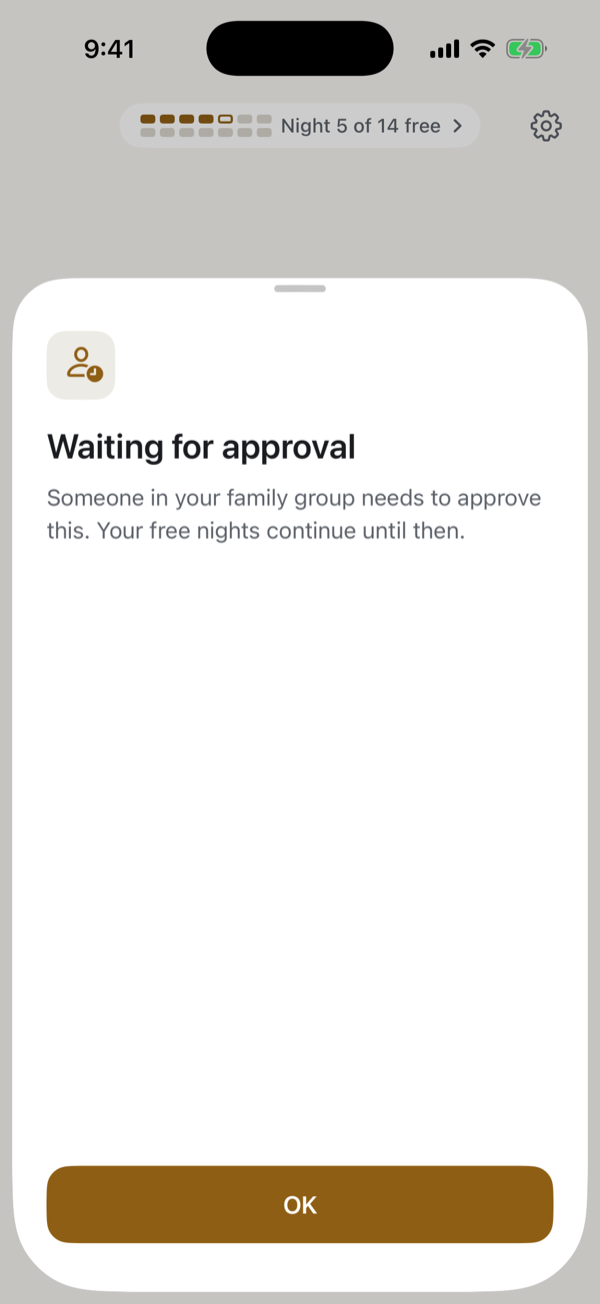 9:41
Night 5 of 14 free
Waiting for approval
Someone in your family group needs to approve
this. Your free nights continue until then.
OK